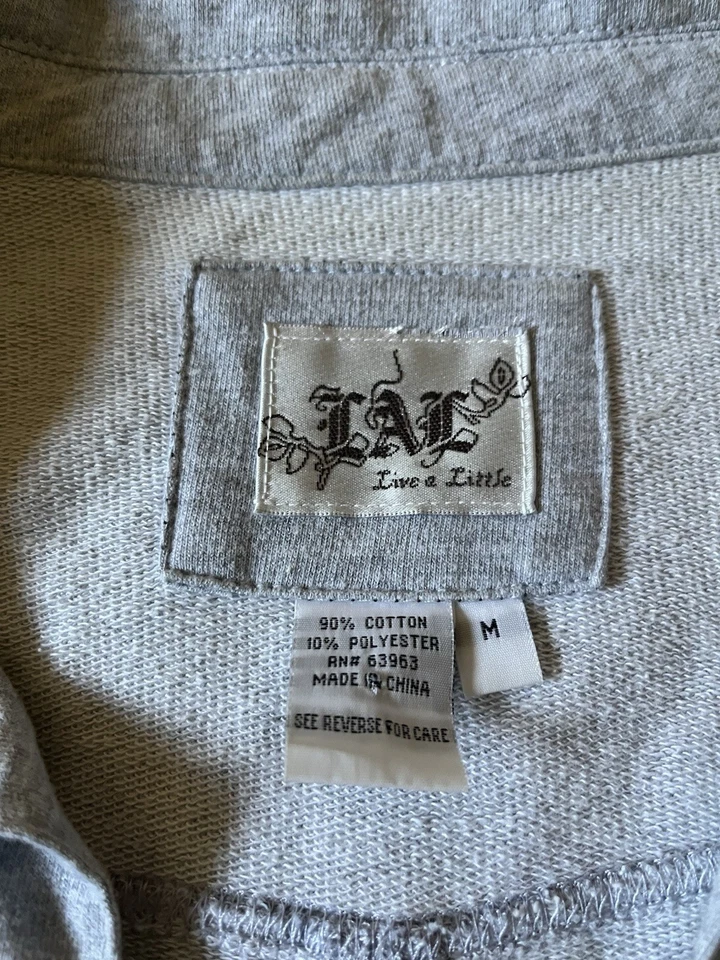 LAL
Live a Little
90% COTTON
10% POLYESTER
RN# 63963
MADE IN CHINA
SEE REVERSE FOR CARE
M